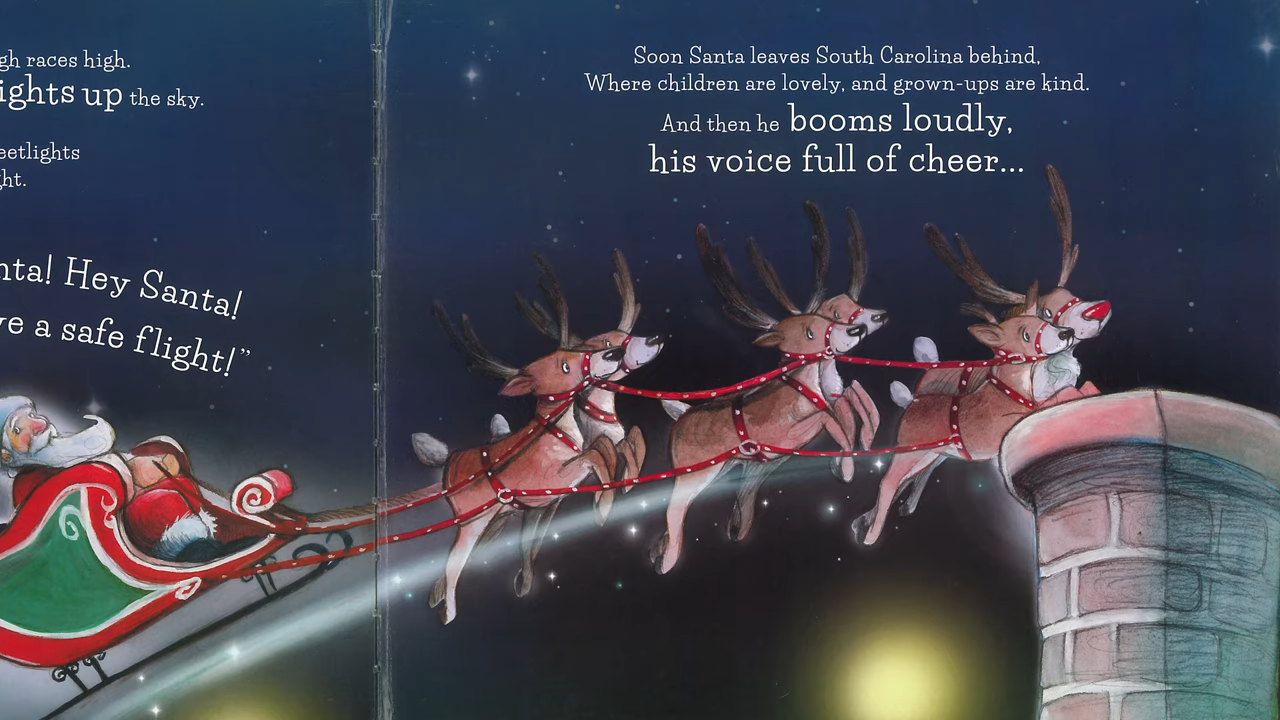 races high.
up the sky.
Hey Santa!
a safe flight!”
Soon Santa leaves South Carolina behind,
Where children are lovely, and grown-ups are kind.
And then he booms loudly,
his voice full of cheer...